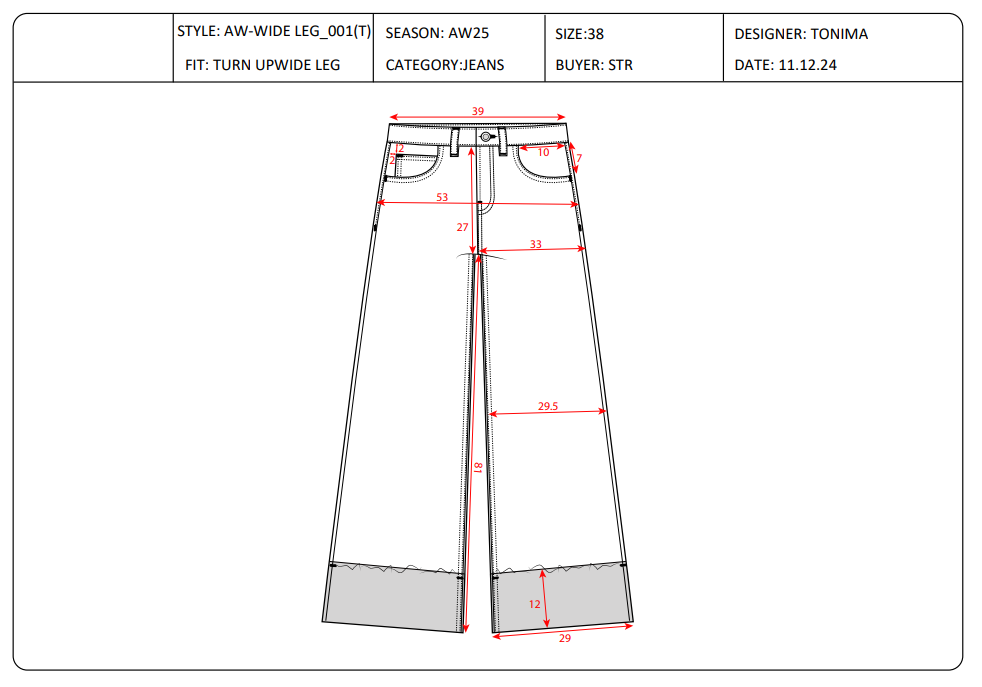 STYLE: AW-WIDE LEG_001(T)
FIT: TURN UPWIDE LEG
SEASON: AW25
CATEGORY:JEANS
SIZE:38
BUYER: STR
DESIGNER: TONIMA
DATE: 11.12.24
39
12
2
10
7
53
27
33
29.5
81
12
29